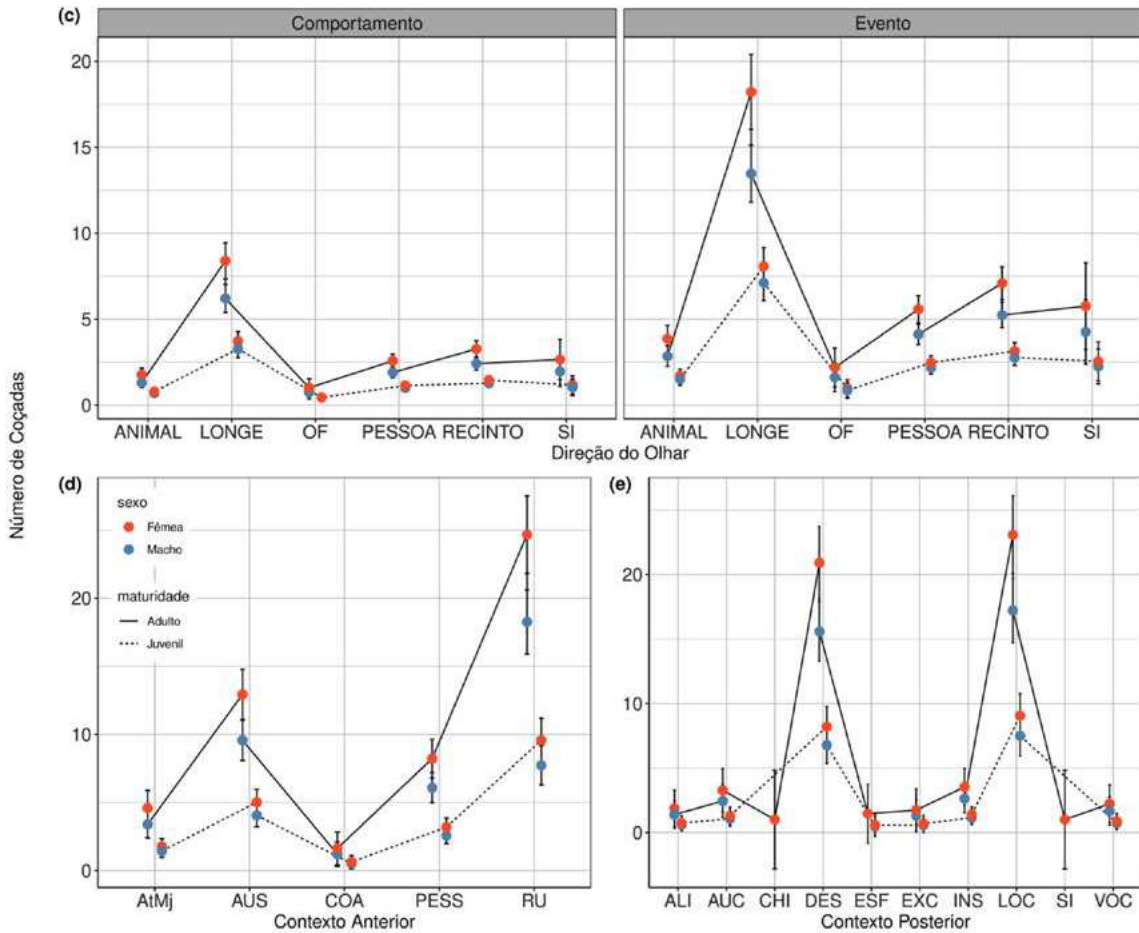 (c)
Comportamento
Evento
Número de Coçadas
20
15
10
5
0
ANIMAL LONGE OF PESSOA RECINTO SI
ANIMAL LONGE OF PESSOA RECINTO SI
Direção do Olhar
(d)
sexo
Fêmea
Macho
maturidade
Adulto
Juvenil
20
10
0
AtMj AUS COA PESS RU
Contexto Anterior
(e)
20
10
0
ALI AUC CHI DES ESF EXC INS LOC SI VOC
Contexto Posterior